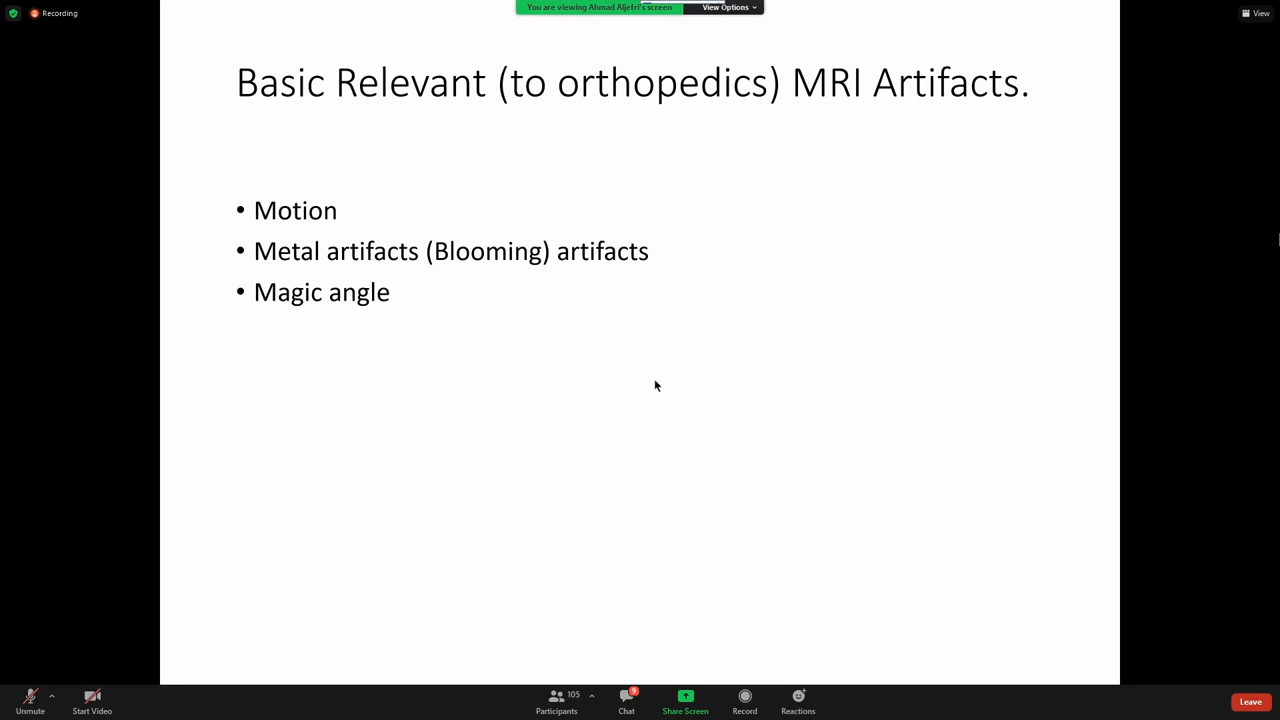 Recording
You are viewing Ahmad Aljefri's screen
View Options
View
Basic Relevant (to orthopedics) MRI Artifacts.
• Motion
• Metal artifacts (Blooming) artifacts
• Magic angle
Unmute
Start Video
105
Participants
9
Chat
Share Screen
Record
Reactions
Leave